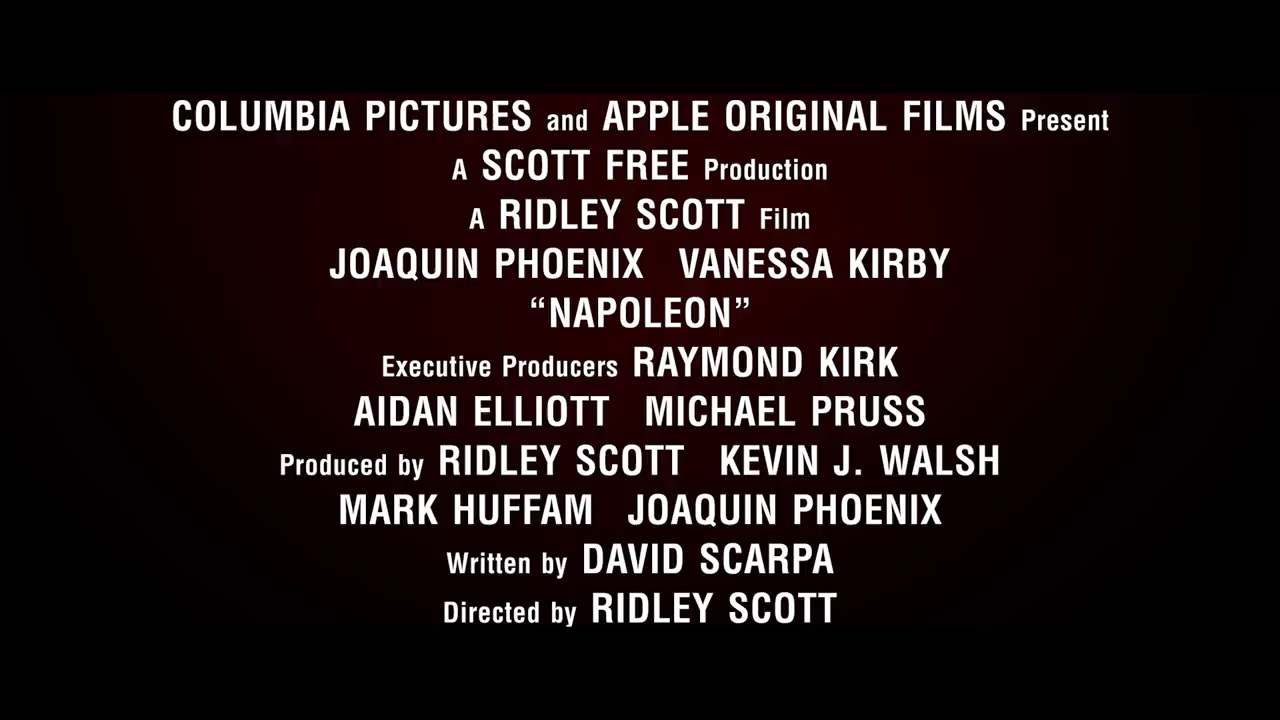 COLUMBIA PICTURES and APPLE ORIGINAL FILMS Present
A SCOTT FREE Production
A RIDLEY SCOTT Film
JOAQUIN PHOENIX VANESSA KIRBY
“NAPOLEON”
Executive Producers RAYMOND KIRK
AIDAN ELLIOTT MICHAEL PRUSS
Produced by RIDLEY SCOTT KEVIN J. WALSH
MARK HUFFAM JOAQUIN PHOENIX
Written by DAVID SCARPA
Directed by RIDLEY SCOTT